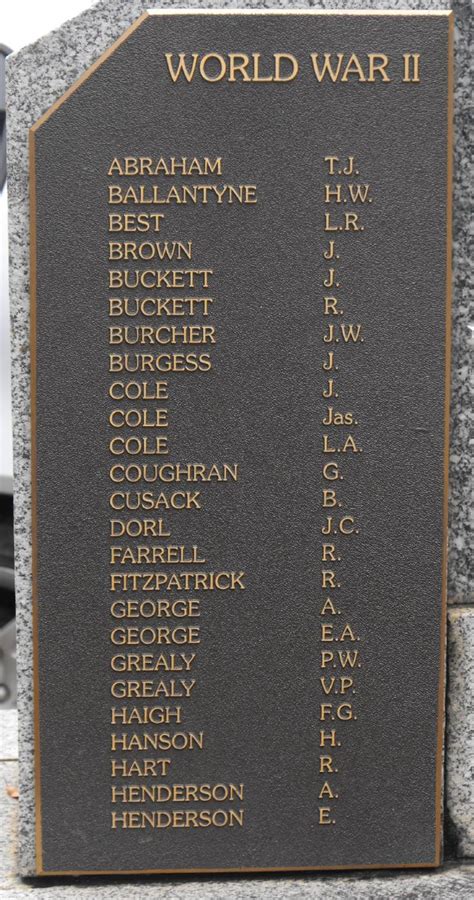 WORLD WAR II
ABRAHAM T.J.
BALLANTYNE H.W.
BEST L.R.
BROWN J.
BUCKETT J.
BUCKETT R.
BURCHER J.W.
BURGESS J.
COLE J.
COLE Jas.
COLE L.A.
COUGHRAN G.
CUSACK B.
DORL J.C.
FARRELL R.
FITZPATRICK R.
GEORGE A.
GEORGE E.A.
GREALY P.W.
GREALY V.P.
HAIGH F.G.
HANSON H.
HART R.
HENDERSON A.
HENDERSON E.